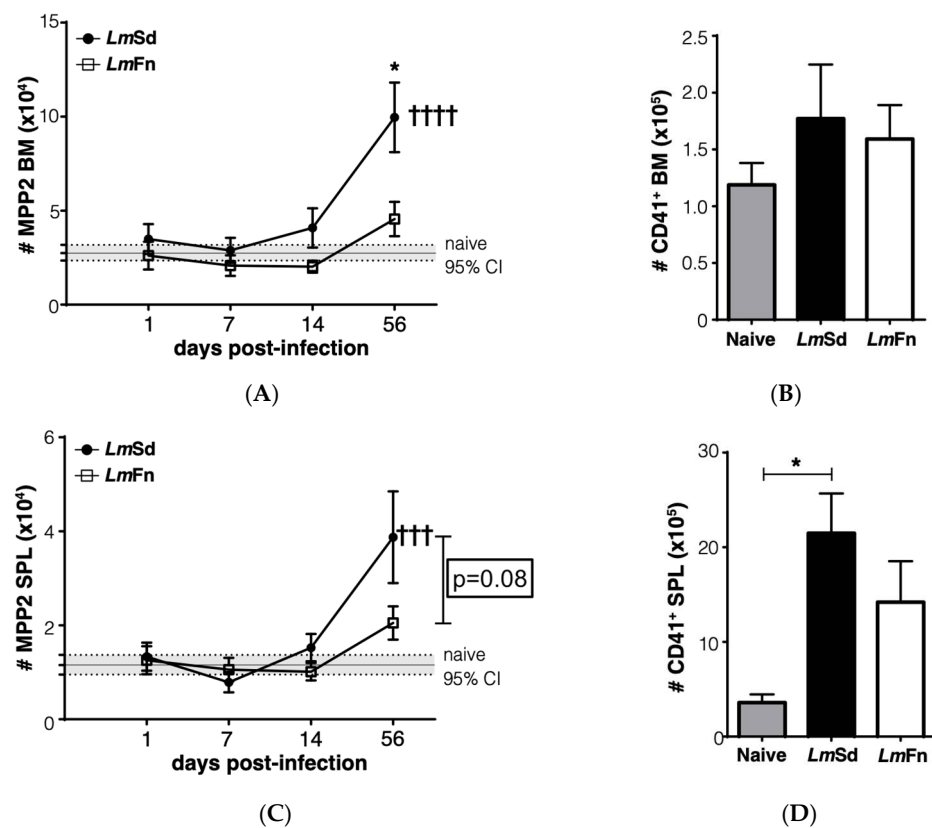 15
10
5
0
# MPP2 BM (x10⁴)
LmSd
LmFn
*
††††
naive
95% CI
1 7 14 56
days post-infection
(A)
2.5
2.0
1.5
1.0
0.5
0.0
# CD41⁺ BM (x10⁵)
Naive LmSd LmFn
(B)
6
4
2
0
# MPP2 SPL (x10⁴)
LmSd
LmFn
†††
p=0.08
naive
95% CI
1 7 14 56
days post-infection
(C)
30
20
10
0
# CD41⁺ SPL (x10⁵)
*
Naive LmSd LmFn
(D)